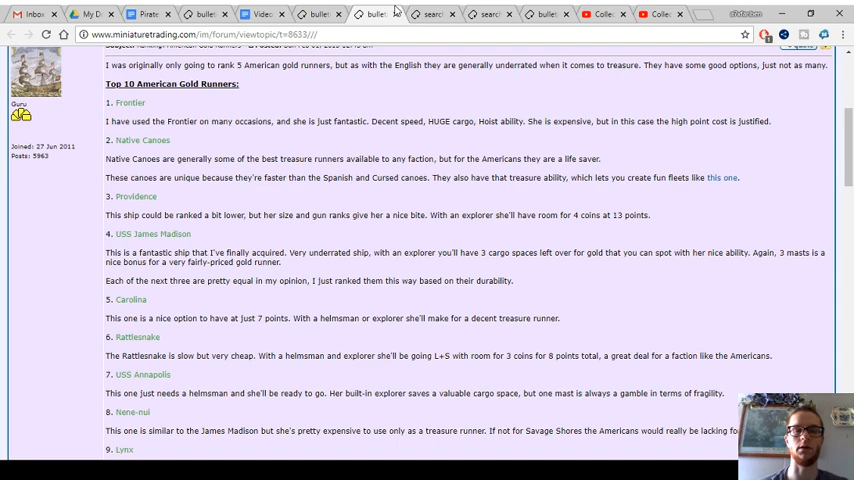 Inbox
My D
Pirate
bullet
Video
bullet
bullet
search
search
bullet
Collec
Collec
www.miniaturetrading.com/im/forum/viewtopic/t=8633///
I was originally only going to rank 5 American gold runners, but as with the English they are generally underrated when it comes to treasure. They have some good options, just not as many.
Top 10 American Gold Runners:
Guru
Joined: 27 Jun 2011
Posts: 5963
1. Frontier
I have used the Frontier on many occasions, and she is just fantastic. Decent speed, HUGE cargo, Hoist ability. She is expensive, but in this case the high point cost is justified.
2. Native Canoes
Native Canoes are generally some of the best treasure runners available to any faction, but for the Americans they are a life saver.
These canoes are unique because they're faster than the Spanish and Cursed canoes. They also have that treasure ability, which lets you create fun fleets like this one.
3. Providence
This ship could be ranked a bit lower, but her size and gun ranks give her a nice bite. With an explorer she'll have room for 4 coins at 13 points.
4. USS James Madison
This is a fantastic ship that I've finally acquired. Very underrated ship, with an explorer you'll have 3 cargo spaces left over for gold that you can spot with her nice ability. Again, 3 masts is a
nice bonus for a very fairly-priced gold runner.
Each of the next three are pretty equal in my opinion, I just ranked them this way based on their durability.
5. Carolina
This one is a nice option to have at just 7 points. With a helmsman or explorer she'll make for a decent treasure runner.
6. Rattlesnake
The Rattlesnake is slow but very cheap. With a helmsman and explorer she'll be going L+S with room for 3 coins for 8 points total, a great deal for a faction like the Americans.
7. USS Annapolis
This one just needs a helmsman and she'll be ready to go. Her built-in explorer saves a valuable cargo space, but one mast is always a gamble in terms of fragility.
8. Nene-nui
This one is similar to the James Madison but she's pretty expensive to use only as a treasure runner. If not for Savage Shores the Americans would really be lacking
9. Lynx